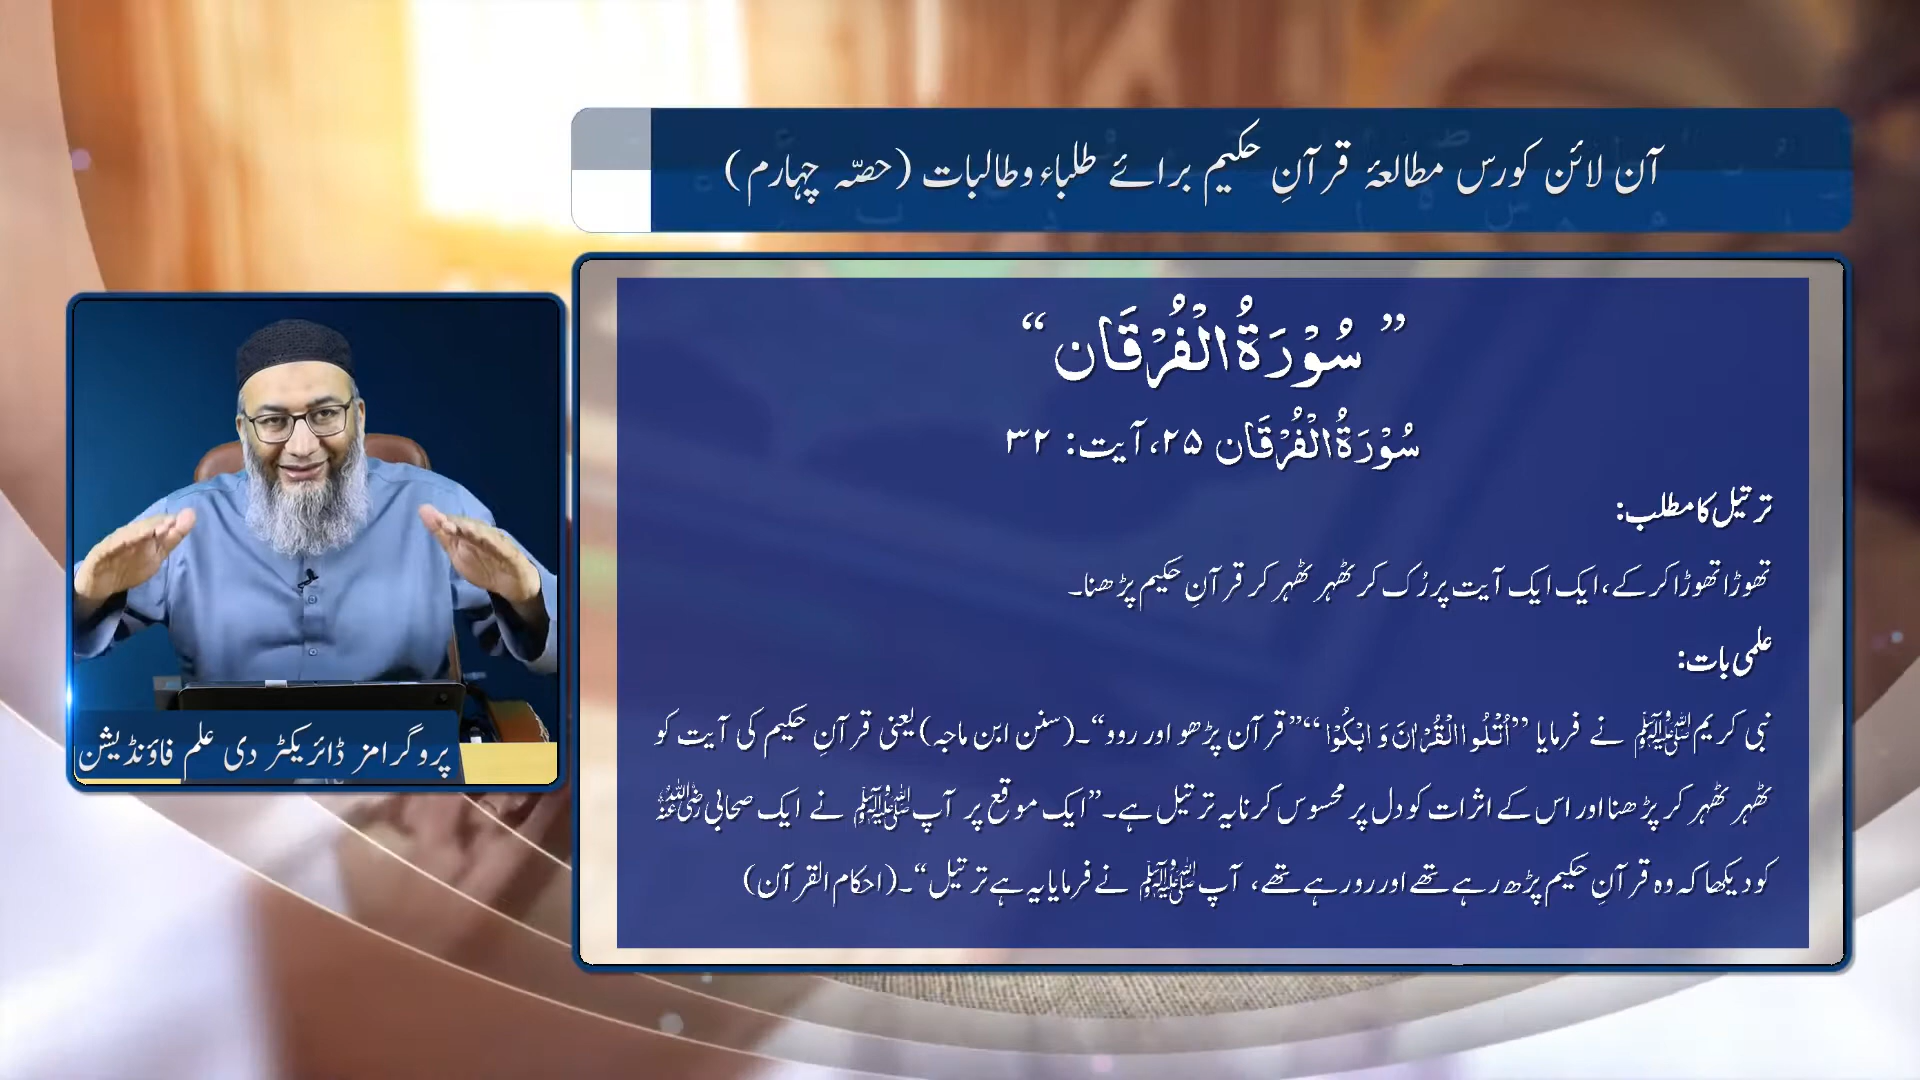 آن لائن کورس مطالعۂ قرآنِ حکیم برائے طلباء و طالبات (حصّہ چہارم)
”سُوْرَۃُ الْفُرْقَان“
سُوْرَۃُ الْفُرْقَان ۲۵، آیت: ۳۲
ترتیل کا مطلب:
تھوڑا تھوڑا کر کے، ایک ایک آیت پر رُک کر ٹھہر ٹھہر کر قرآنِ حکیم پڑھنا۔
علمی بات:
نبی کریم ﷺ نے فرمایا ”اُتْلُوا الْقُرْاٰنَ وَ ابْکُوْا“ ”قرآن پڑھو اور روو“۔ (سنن ابن ماجہ) یعنی قرآنِ حکیم کی آیت کو
ٹھہر ٹھہر کر پڑھنا اور اس کے اثرات کو دل پر محسوس کرنا یہ ترتیل ہے۔ ”ایک موقع پر آپ ﷺ نے ایک صحابی رضی اللہ عنہ
کو دیکھا کہ وہ قرآنِ حکیم پڑھ رہے تھے اور رو رہے تھے، آپ ﷺ نے فرمایا یہ ہے ترتیل“۔ (احکام القرآن)
پروگرامز ڈائریکٹر دی علم فاؤنڈیشن